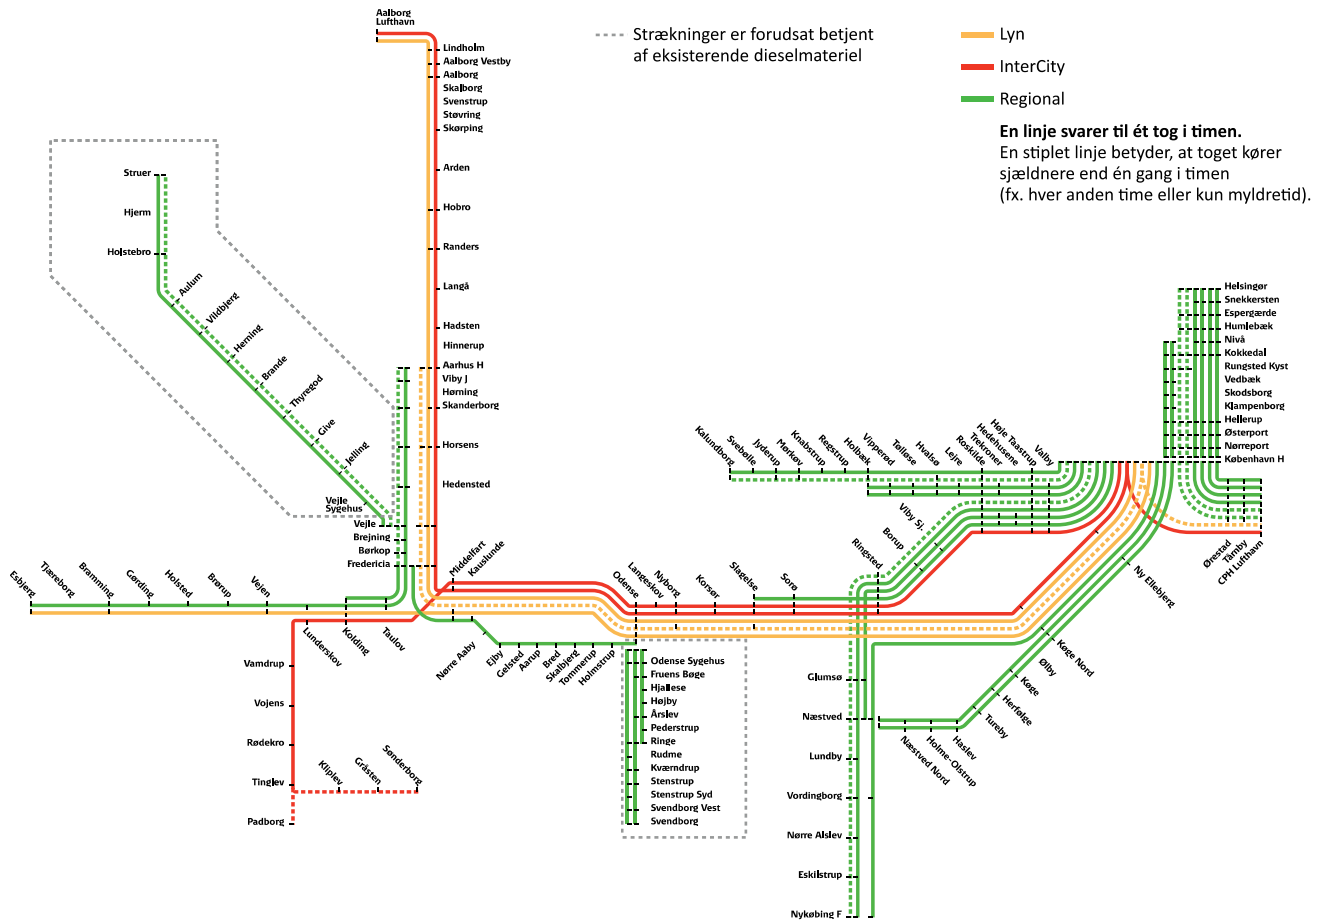 Aalborg
Lufthavn
Lindholm
Aalborg Vestby
Aalborg
Skalborg
Svenstrup
Støvring
Skørping
Arden
Hobro
Randers
Langå
Hadsten
Hinnerup
Aarhus H
Viby J
Hørning
Skanderborg
Horsens
Hedensted
Strækninger er forudsat betjent
af eksisterende dieselmateriel
Lyn
InterCity
Regional
En linje svarer til ét tog i timen.
En stiplet linje betyder, at toget kører
sjældnere end én gang i timen
(fx. hver anden time eller kun myldretid).
Struer
Hjerm
Holstebro
Aulum
Vildbjerg
Herning
Brande
Thyregod
Give
Jelling
Vejle
Sygehus
Vejle
Brejning
Børkop
Fredericia
Esbjerg
Tjæreborg
Bramming
Gørding
Holsted
Brørup
Vejen
Lunderskov
Kolding
Taulov
Vamdrup
Vojens
Rødekro
Tinglev
Padborg
Kliplev
Gråsten
Sønderborg
Middelfart
Kauslunde
Nørre Aaby
Ejby
Gelsted
Aarup
Bred
Skalbjerg
Tommerup
Holmstrup
Odense
Langeskov
Nyborg
Korsør
Slagelse
Sorø
Ringsted
Borup
Viby Sj.
Odense Sygehus
Fruens Bøge
Hjallese
Højby
Årslev
Pederstrup
Ringe
Rudme
Kværndrup
Stenstrup
Stenstrup Syd
Svendborg Vest
Svendborg
Kalundborg
Svebølle
Jyderup
Mørkøv
Knabstrup
Regstrup
Holbæk
Vipperød
Tølløse
Hvalsø
Lejre
Roskilde
Trekroner
Hedehusene
Høje Taastrup
Valby
Helsingør
Snekkersten
Espergærde
Humlebæk
Nivå
Kokkedal
Rungsted Kyst
Vedbæk
Skodsborg
Klampenborg
Hellerup
Østerport
Nørreport
København H
Ørestad
Tårnby
CPH Lufthavn
Ny Ellebjerg
Køge Nord
Ølby
Køge
Herfølge
Tureby
Haslev
Holme-Olstrup
Næstved Nord
Glumsø
Næstved
Lundby
Vordingborg
Nørre Alslev
Eskilstrup
Nykøbing F